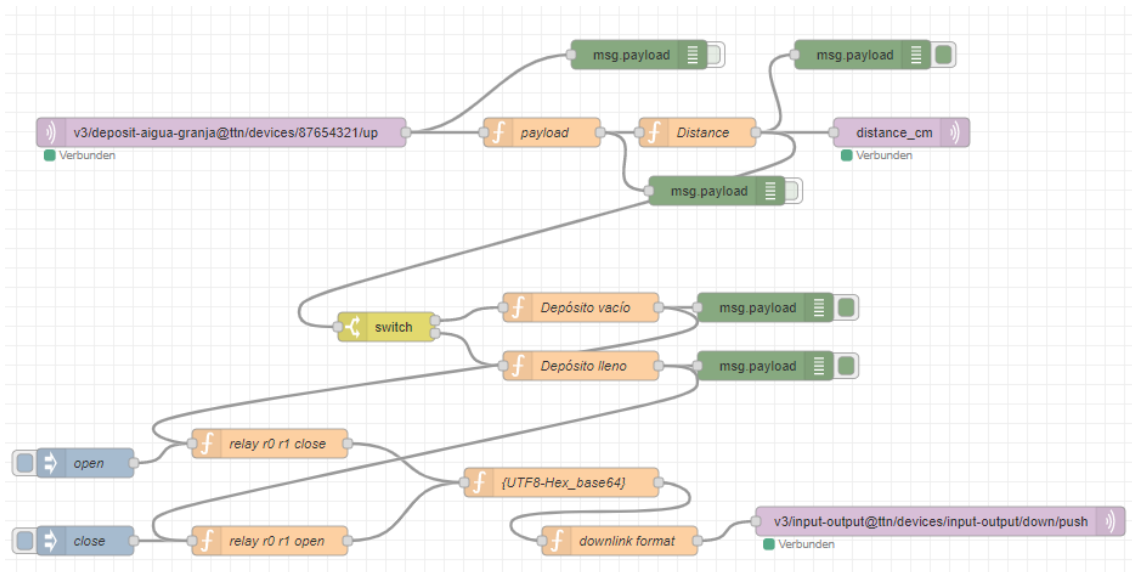 msg.payload
msg.payload
v3/deposit-aigua-granja@ttn/devices/87654321/up
payload
Distance
distance_cm
Verbunden
Verbunden
msg.payload
Depósito vacío
msg.payload
switch
Depósito lleno
msg.payload
relay r0 r1 close
open
{UTF8-Hex_base64}
v3/input-output@ttn/devices/input-output/down/push
close
relay r0 r1 open
downlink format
Verbunden